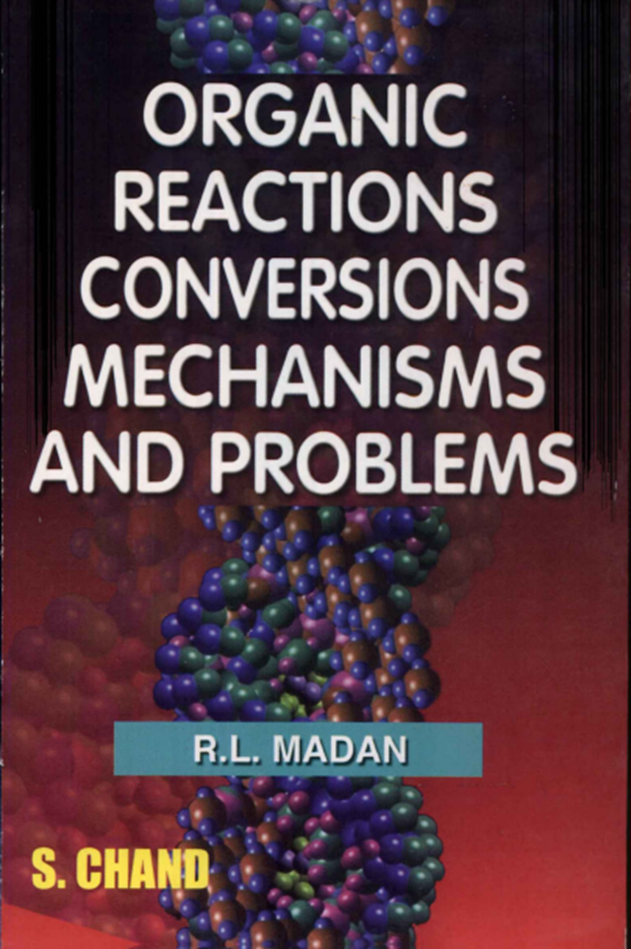 ORGANIC
REACTIONS
CONVERSIONS
MECHANISMS
AND PROBLEMS
R.L. MADAN
S. CHAND